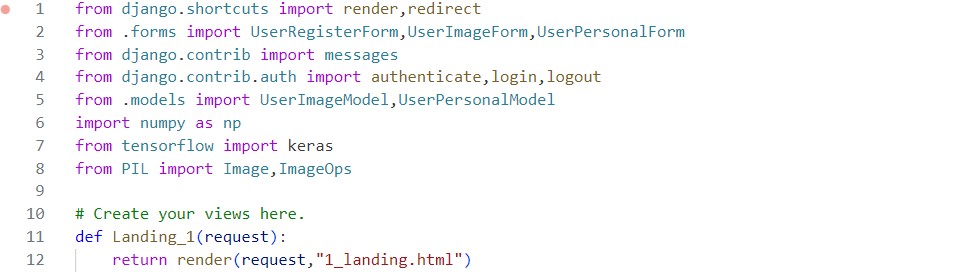 1 from django.shortcuts import render,redirect
2 from .forms import UserRegisterForm,UserImageForm,UserPersonalForm
3 from django.contrib import messages
4 from django.contrib.auth import authenticate,login,logout
5 from .models import UserImageModel,UserPersonalModel
6 import numpy as np
7 from tensorflow import keras
8 from PIL import Image,ImageOps
9
10 # Create your views here.
11 def Landing_1(request):
12     return render(request,"1_landing.html")